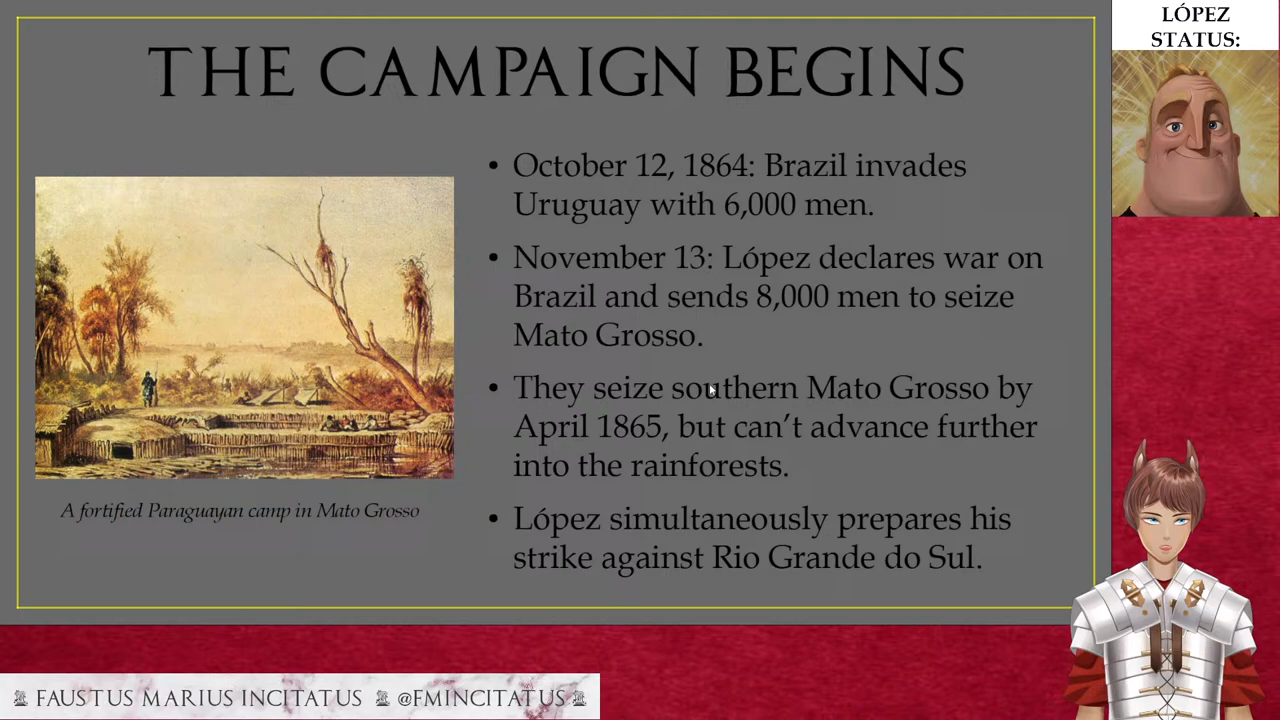 THE CAMPAIGN BEGINS
LÓPEZ
STATUS:
• October 12, 1864: Brazil invades
Uruguay with 6,000 men.
• November 13: López declares war on
Brazil and sends 8,000 men to seize
Mato Grosso.
• They seize southern Mato Grosso by
April 1865, but can’t advance further
into the rainforests.
• López simultaneously prepares his
strike against Rio Grande do Sul.
A fortified Paraguayan camp in Mato Grosso
FAUSTUS MARIUS INCITATUS @FMINCITATUS